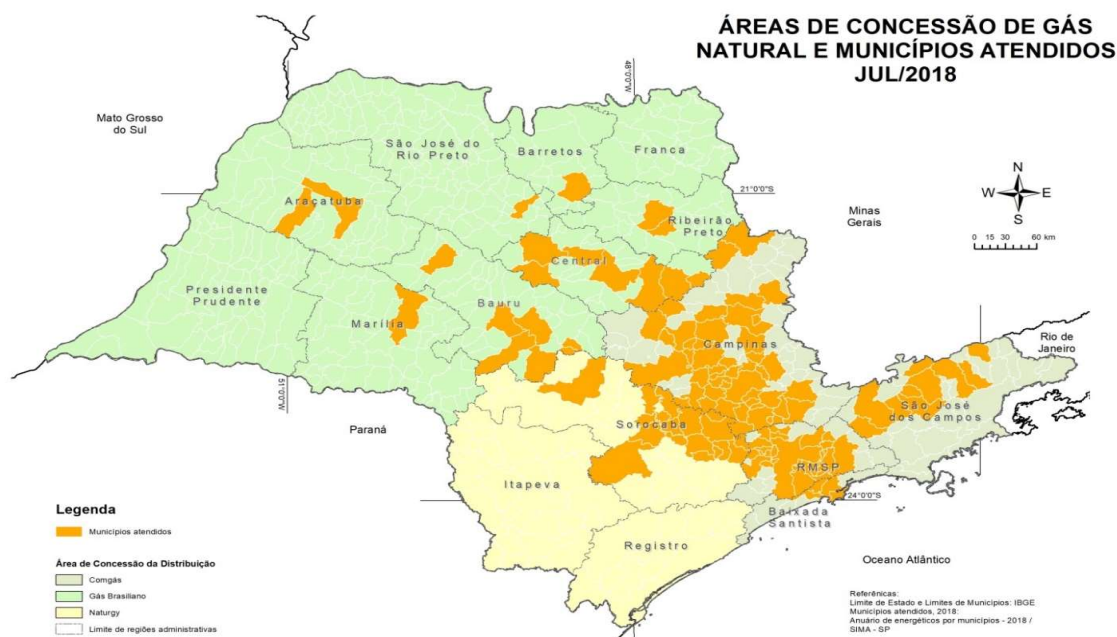 ÁREAS DE CONCESSÃO DE GÁS
NATURAL E MUNICÍPIOS ATENDIDOS
JUL/2018
48°0'0"W
Mato Grosso
do Sul
São José do
Rio Preto
Barretos
Franca
N
W E
S
21°0'0"S
Araçatuba
Ribeirão
Preto
Minas
Gerais
0 15 30 60 km
Central
Presidente
Prudente
Bauru
Marília
Campinas
Rio de
Janeiro
51°0'0"W
São José
dos Campos
Paraná
Sorocaba
RMSP
Itapeva
24°0'0"S
Baixada
Santista
Registro
Oceano Atlântico
Legenda
Municípios atendidos
Área de Concessão da Distribuição
Comgás
Gás Brasiliano
Naturgy
Limite de regiões administrativas
Referênicas:
Limite de Estado e Limites de Municípios: IBGE
Municípios atendidos, 2018:
Anuário de energéticos por municípios - 2018 /
SIMA - SP